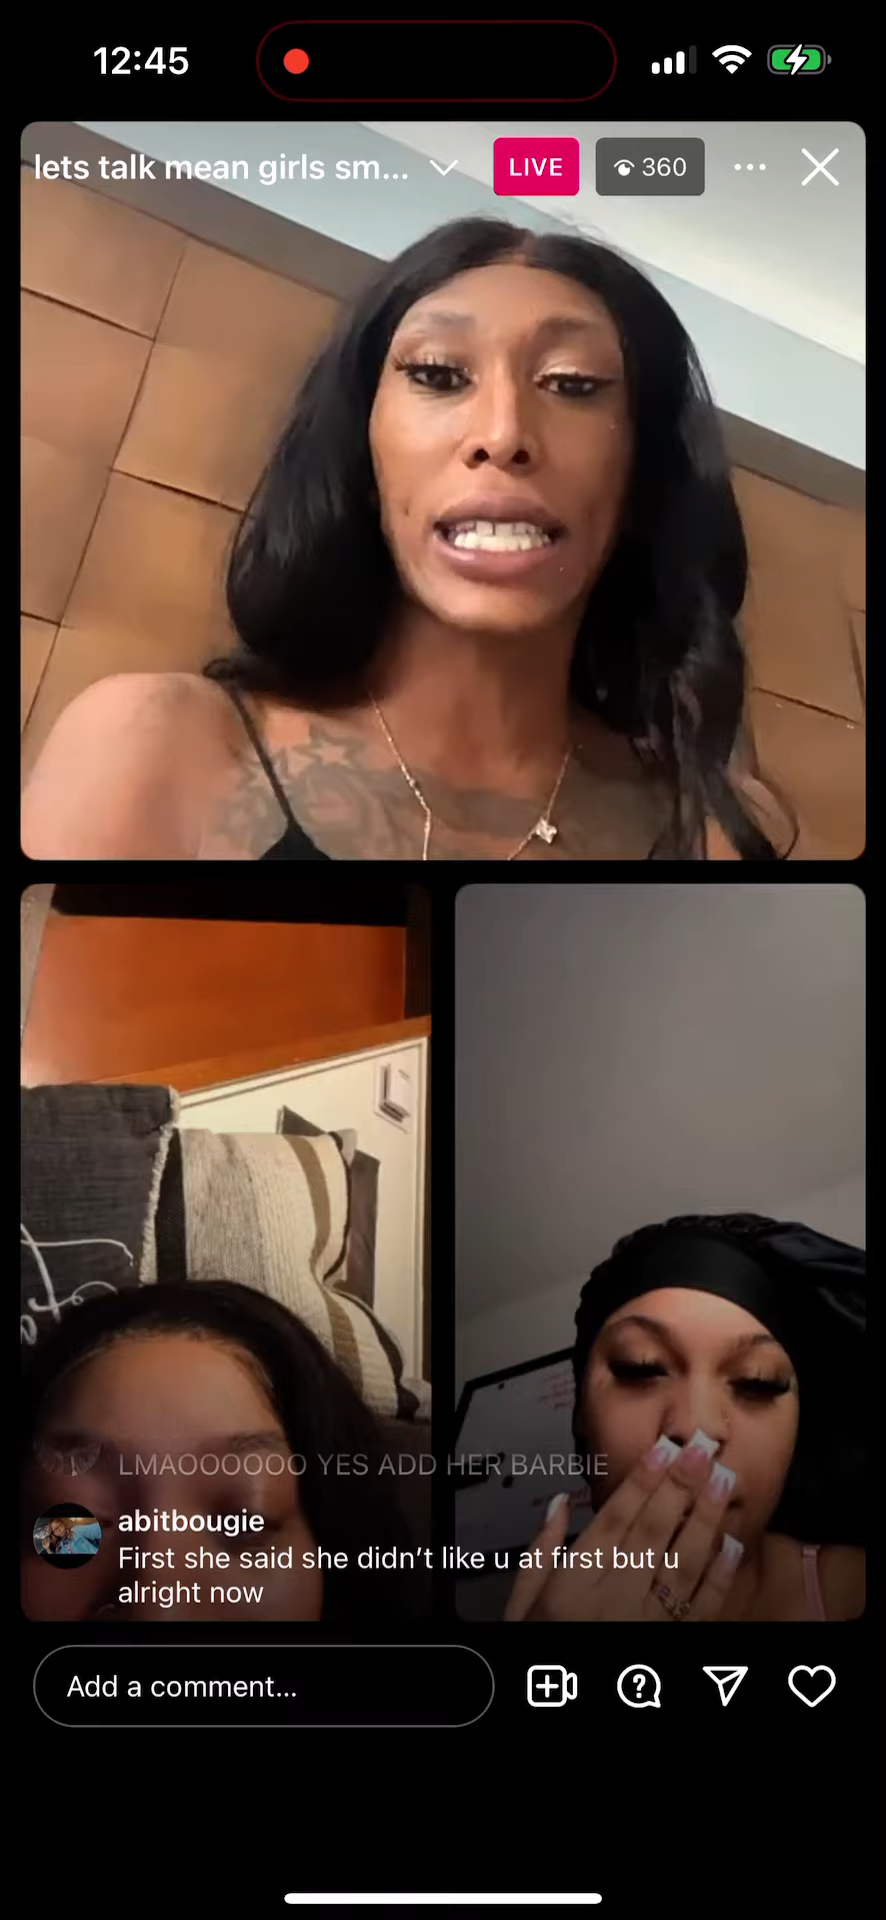 12:45
lets talk mean girls sm...
LIVE
360
LMAOOOOOO YES ADD HER BARBIE
abitbougie
First she said she didn’t like u at first but u
alright now
Add a comment...